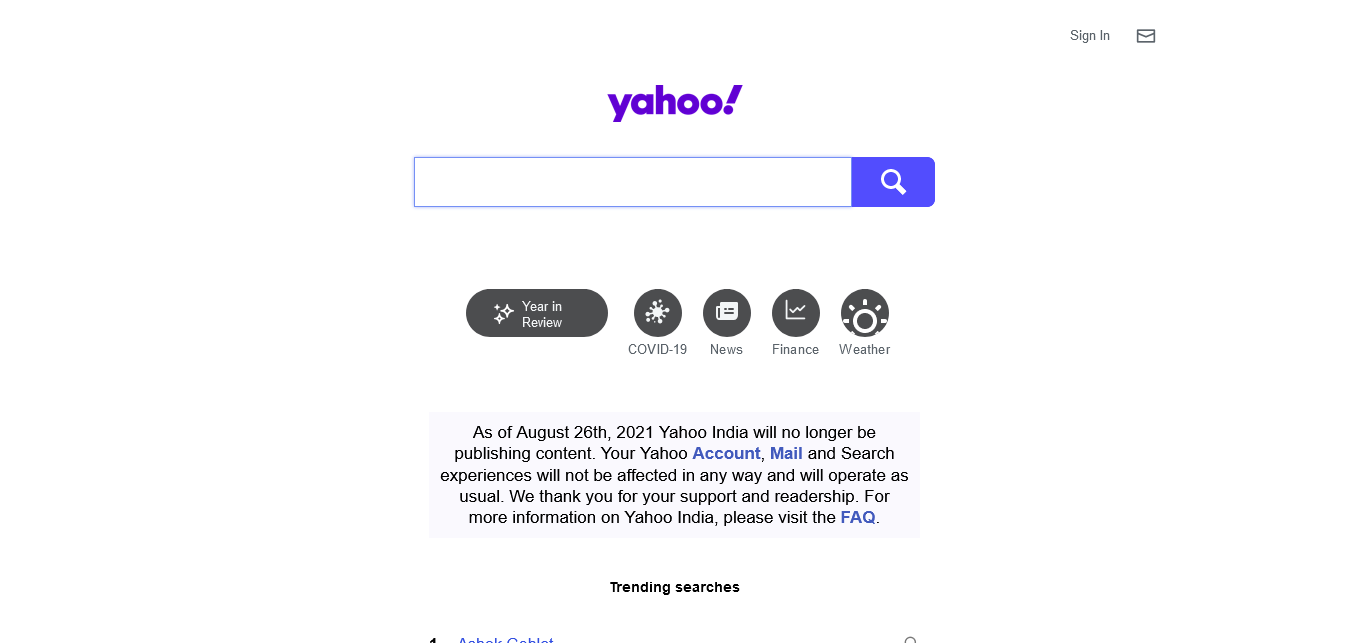 Sign In
yahoo!
Year in
Review
COVID-19
News
Finance
Weather
As of August 26th, 2021 Yahoo India will no longer be
publishing content. Your Yahoo Account, Mail and Search
experiences will not be affected in any way and will operate as
usual. We thank you for your support and readership. For
more information on Yahoo India, please visit the FAQ.
Trending searches
1 Ashok Gehlot